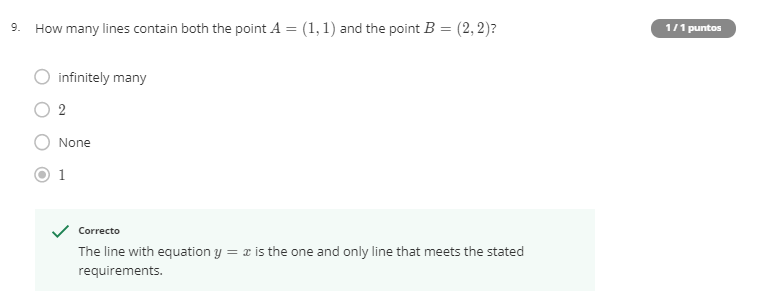 9. How many lines contain both the point A = (1, 1) and the point B = (2, 2)?
1 / 1 puntos
infinitely many
2
None
1
Correcto
The line with equation y = x is the one and only line that meets the stated
requirements.